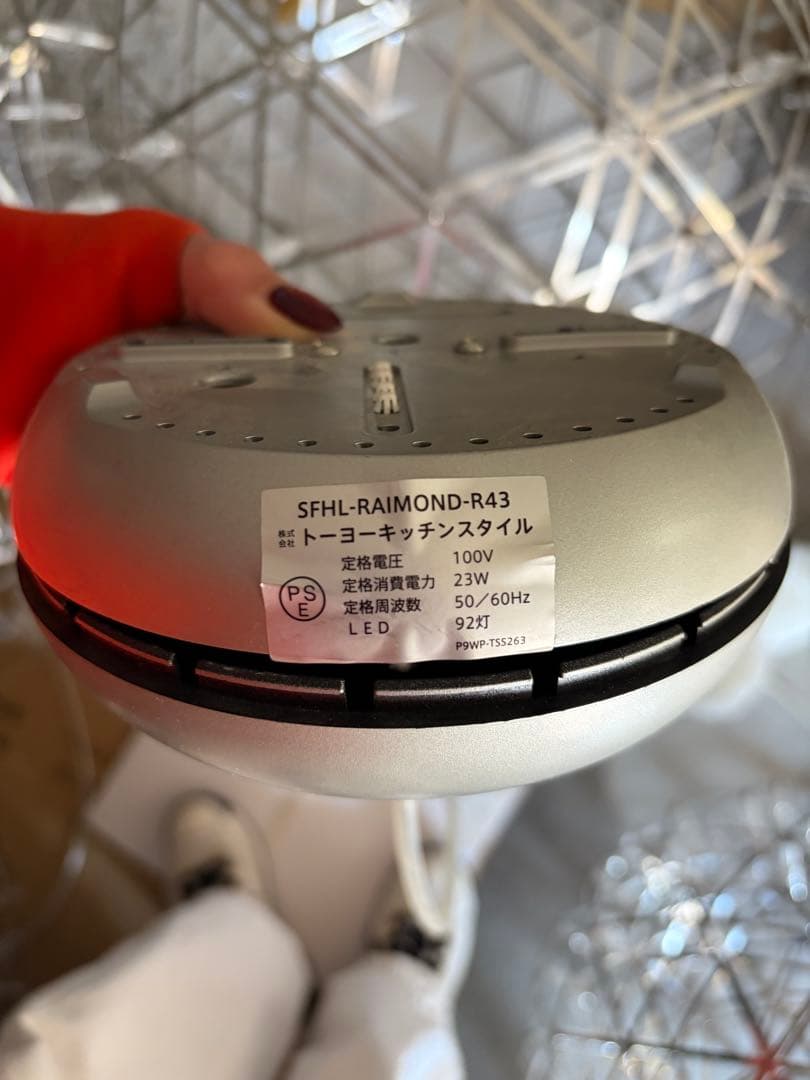 SFHL-RAIMOND-R43
株式会社 トーヨーキッチンスタイル
定格電圧 100V
定格消費電力 23W
定格周波数 50／60Hz
LED 92灯
PSE
P9WP-TSS263